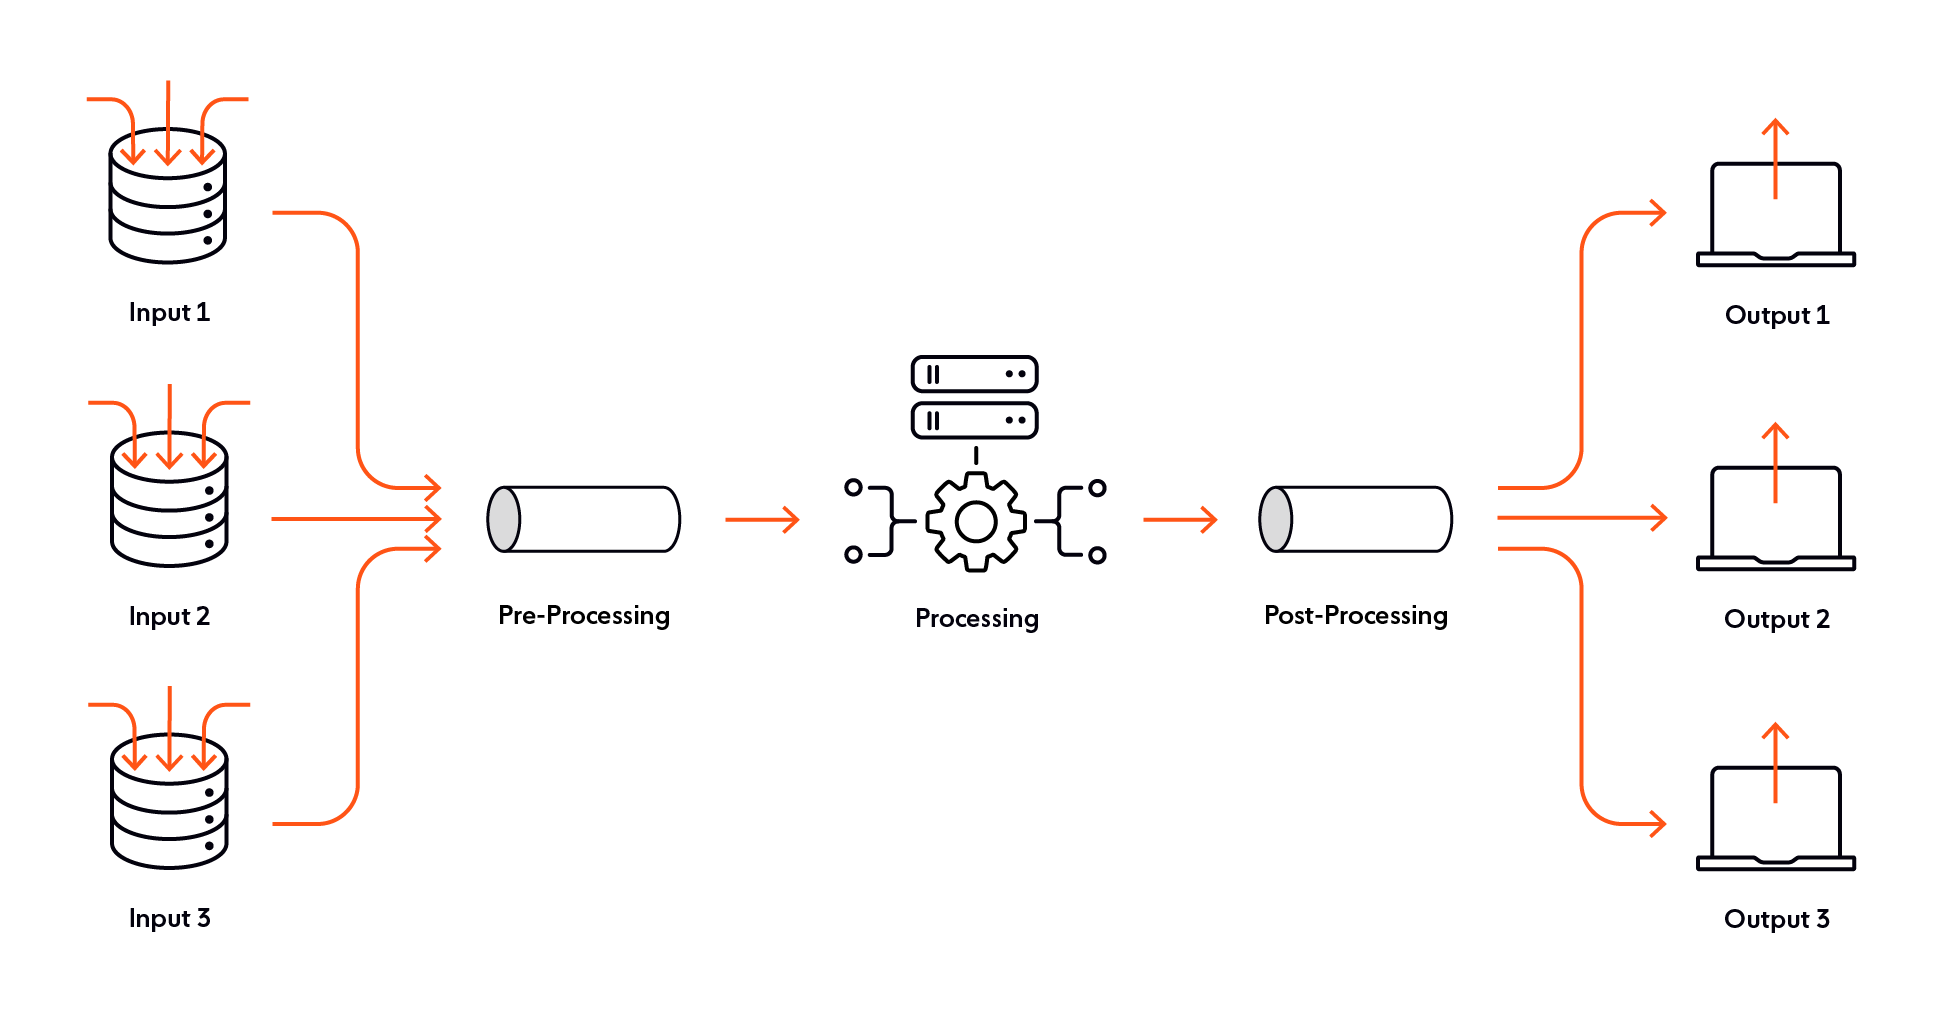 Input 1
Output 1
Input 2
Pre-Processing
Processing
Post-Processing
Output 2
Input 3
Output 3